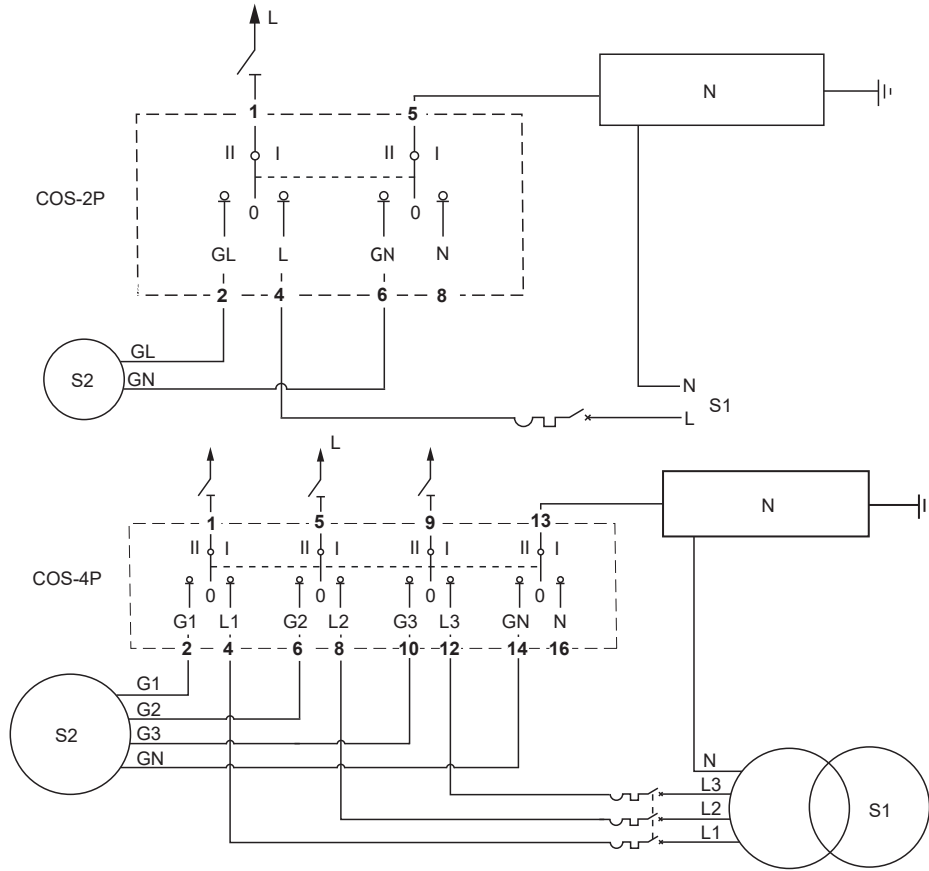 L
N
1 5
II I II I
COS-2P
0 0
GL L GN N
2 4 6 8
GL
S2
GN
N
S1
L
L
N
1 5 9 13
II I II I II I II I
COS-4P
0 0 0 0
G1 L1 G2 L2 G3 L3 GN N
2 4 6 8 10 12 14 16
G1
G2
S2
G3
GN
N
L3
S1
L2
L1